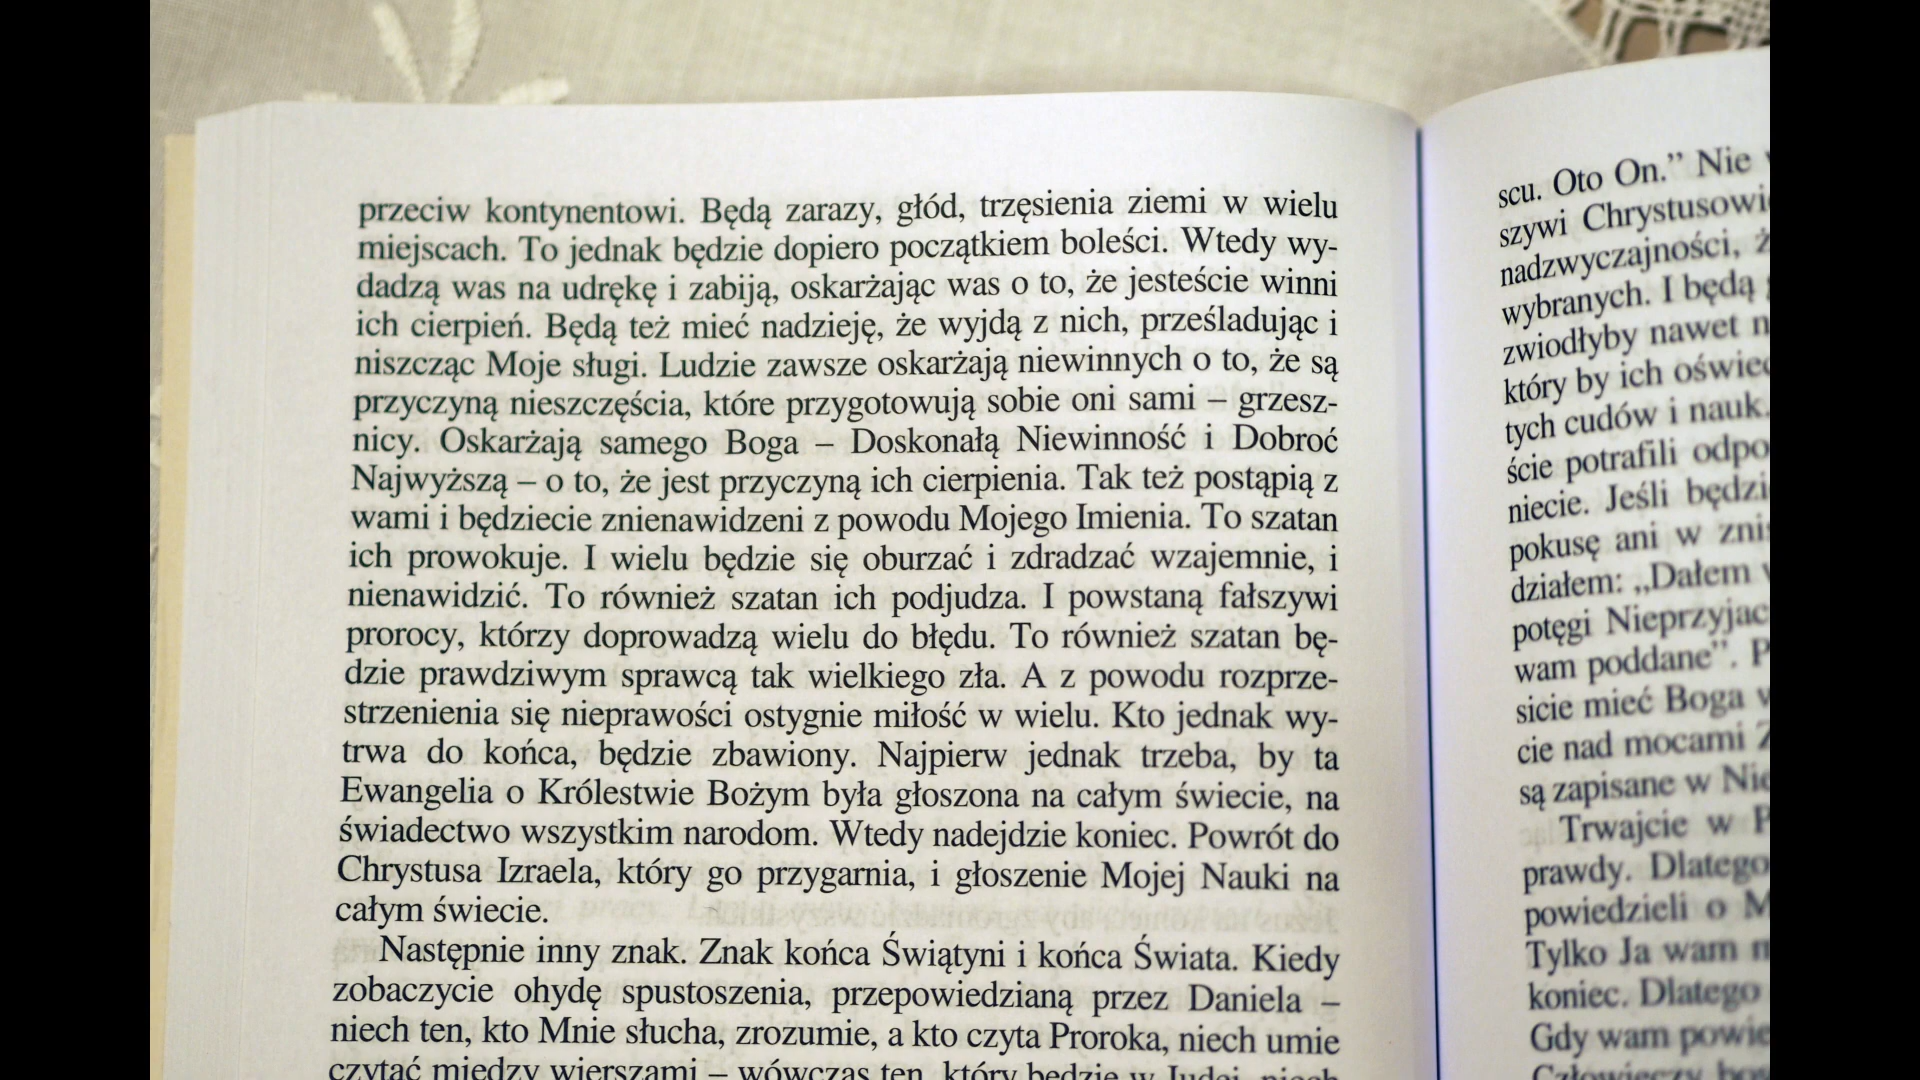 przeciw kontynentowi. Będą zarazy, głód, trzęsienia ziemi w wielu
miejscach. To jednak będzie dopiero początkiem boleści. Wtedy wy-
dadzą was na udrękę i zabiją, oskarżając was o to, że jesteście winni
ich cierpień. Będą też mieć nadzieję, że wyjdą z nich, prześladując i
niszcząc Moje sługi. Ludzie zawsze oskarżają niewinnych o to, że są
przyczyną nieszczęścia, które przygotowują sobie oni sami – grzesz-
nicy. Oskarżają samego Boga – Doskonałą Niewinność i Dobroć
Najwyższą – o to, że jest przyczyną ich cierpienia. Tak też postąpią z
wami i będziecie znienawidzeni z powodu Mojego Imienia. To szatan
ich prowokuje. I wielu będzie się oburzać i zdradzać wzajemnie, i
nienawidzić. To również szatan ich podjudza. I powstaną fałszywi
prorocy, którzy doprowadzą wielu do błędu. To również szatan bę-
dzie prawdziwym sprawcą tak wielkiego zła. A z powodu rozprze-
strzenienia się nieprawości ostygnie miłość w wielu. Kto jednak wy-
trwa do końca, będzie zbawiony. Najpierw jednak trzeba, by ta
Ewangelia o Królestwie Bożym była głoszona na całym świecie, na
świadectwo wszystkim narodom. Wtedy nadejdzie koniec. Powrót do
Chrystusa Izraela, który go przygarnia, i głoszenie Mojej Nauki na
całym świecie.
Następnie inny znak. Znak końca Świątyni i końca Świata. Kiedy
zobaczycie ohydę spustoszenia, przepowiedzianą przez Daniela –
niech ten, kto Mnie słucha, zrozumie, a kto czyta Proroka, niech umie
czytać między wierszami – wówczas ten, który będzie w Judei, niech
scu. Oto On.” Nie
szywi Chrystusowi
nadzwyczajności,
wybranych. I będą
zwiodłyby nawet
który by ich
tych cudów i nauk.
ście potrafili
niecie. Jeśli
pokusę ani w
działem: „Dałem
potęgi
wam poddane”.
sicie mieć Boga
cie nad mocami
są zapisane w
Trwajcie w
prawdy. Dlatego
powiedzieli o
Tylko Ja wam
koniec. Dlatego
Gdy wam